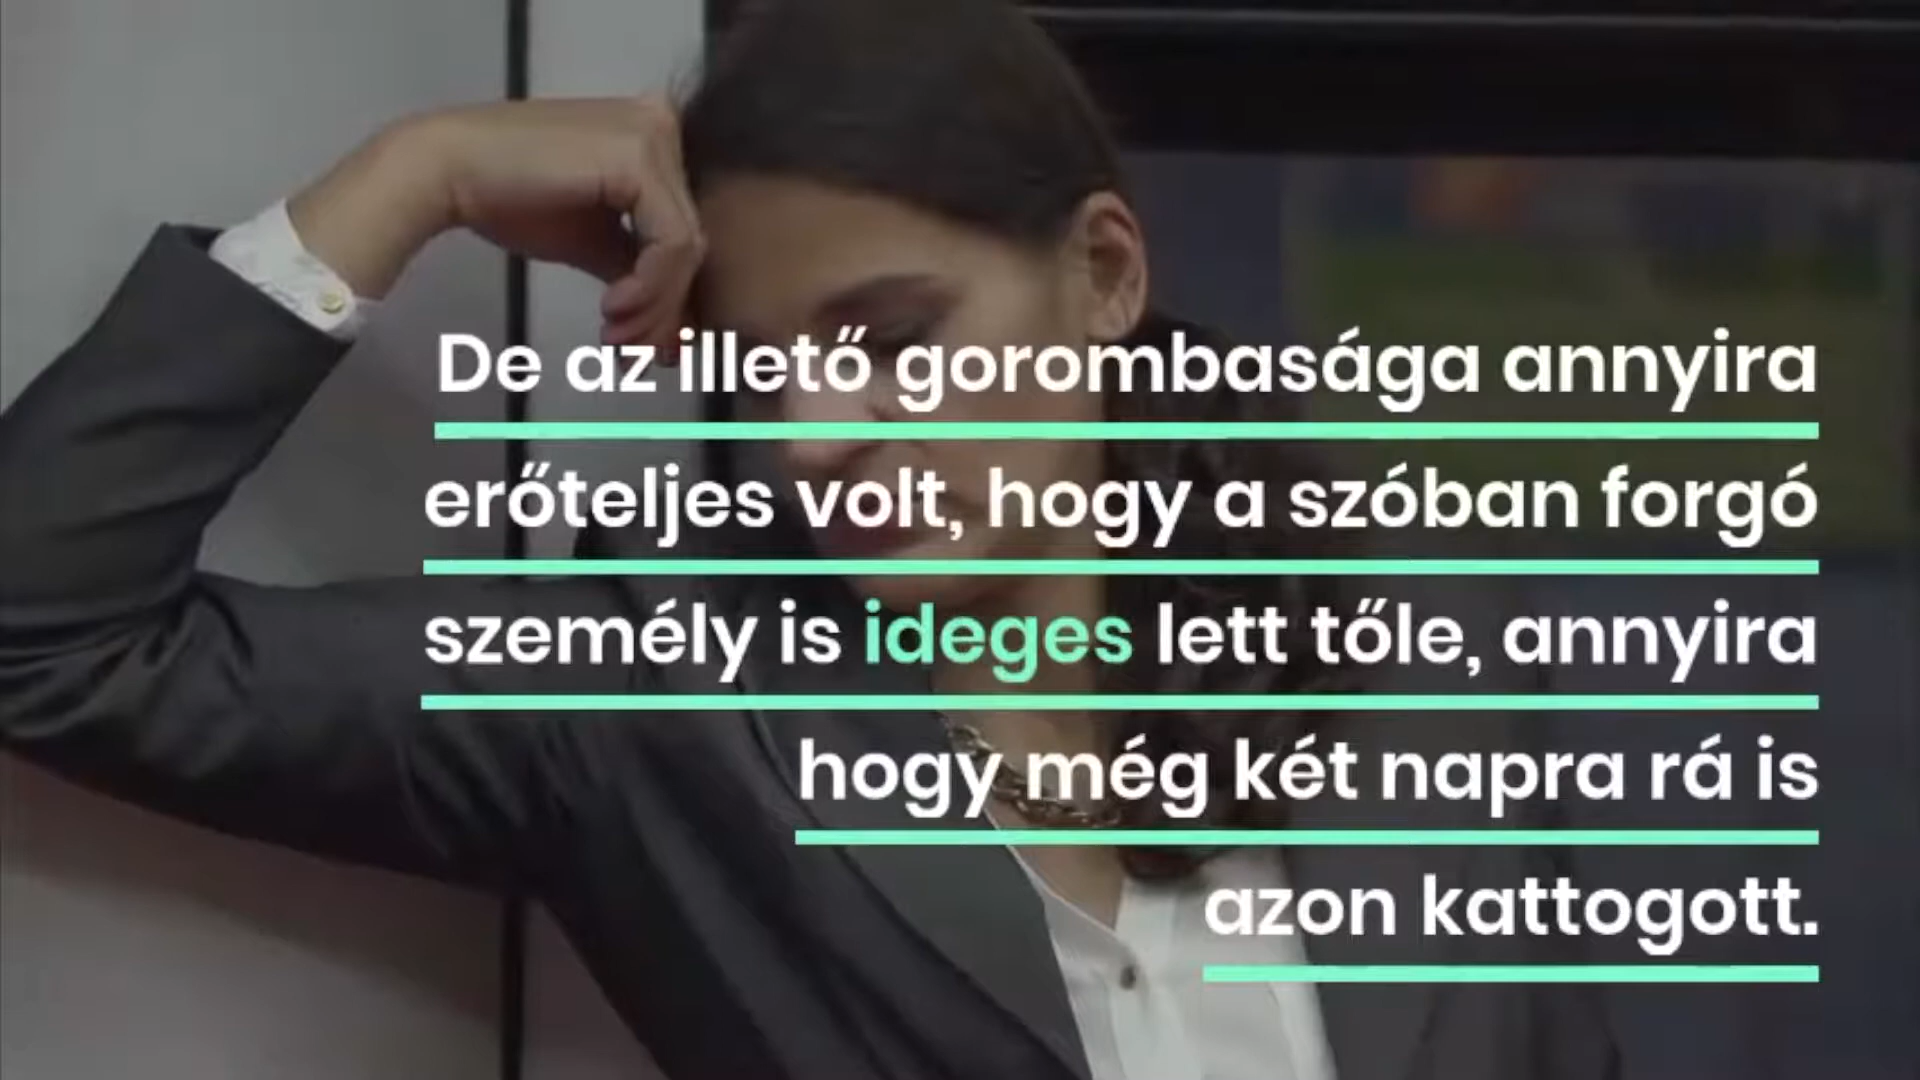 De az illető gorombasága annyira
erőteljes volt, hogy a szóban forgó
személy is ideges lett tőle, annyira
hogy még két napra rá is
azon kattogott.